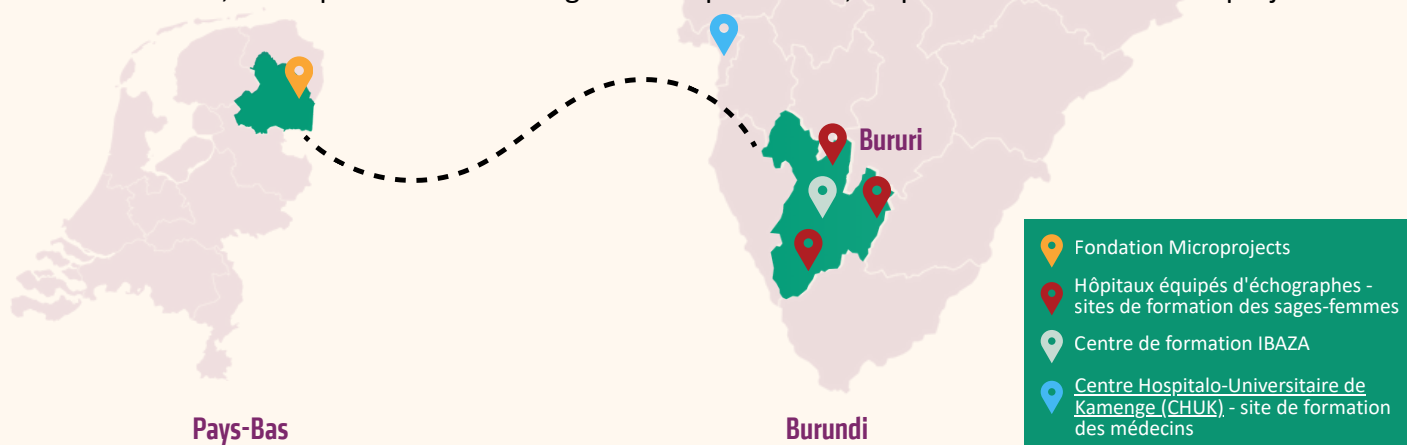 Bururi
Fondation Microprojects
Hôpitaux équipés d'échographes -
sites de formation des sages-femmes
Centre de formation IBAZA
Centre Hospitalo-Universitaire de
Kamenge (CHUK) - site de formation
des médecins
Pays-Bas
Burundi